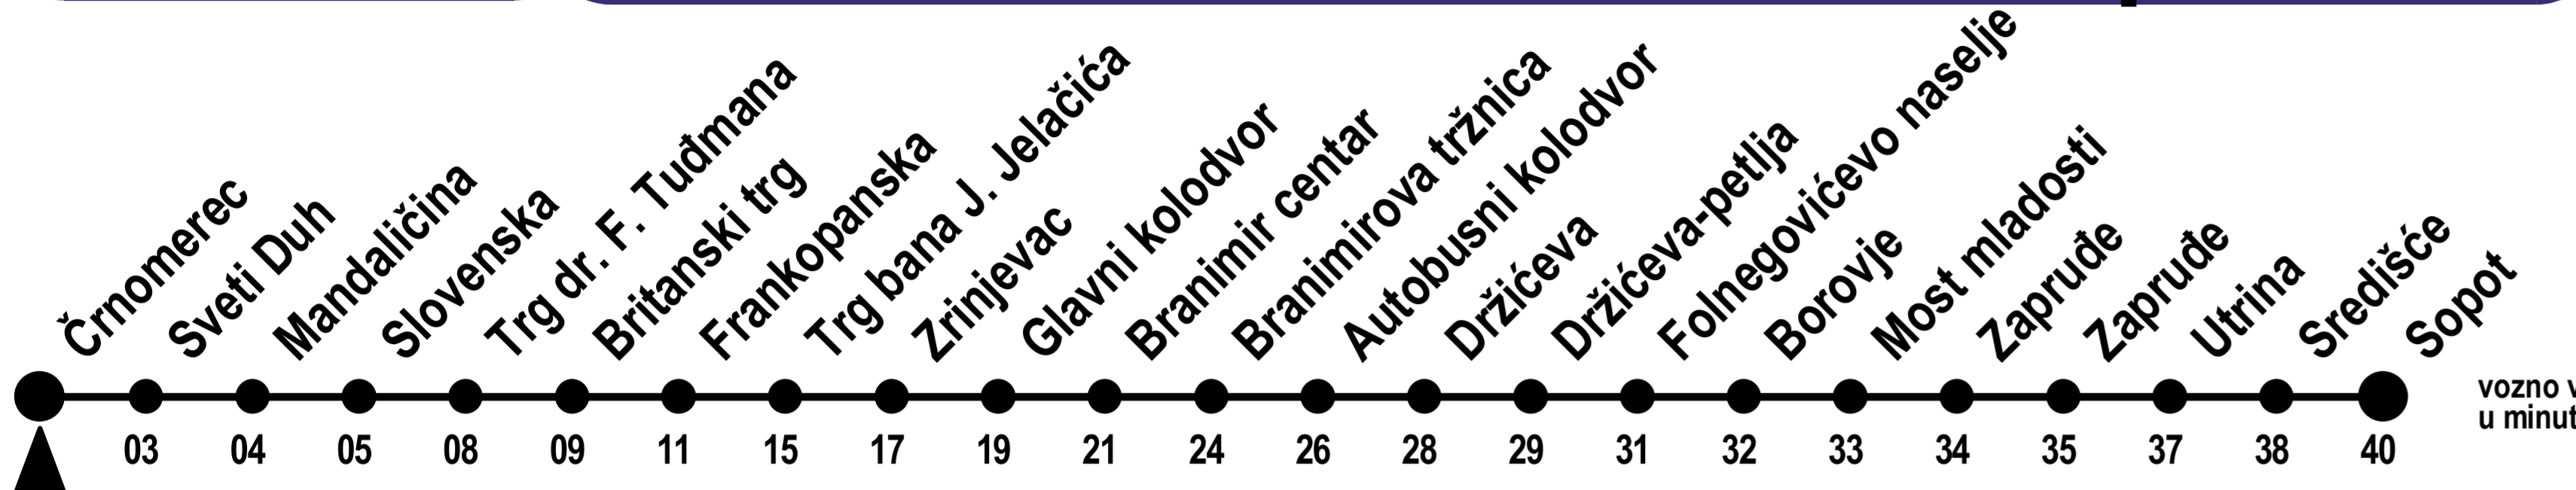 Črnomerec
Sveti Duh
Mandaličina
Slovenska
Trg dr. F. Tuđmana
Britanski trg
Frankopanska
Trg bana J. Jelačića
Zrinjevac
Glavni kolodvor
Branimir centar
Branimirova tržnica
Autobusni kolodvor
Držićeva
Držićeva-petlja
Folnegovićevo naselje
Borovje
Most mladosti
Zapruđe
Zapruđe
Utrina
Središće
Sopot
03 04 05 08 09 11 15 17 19 21 24 26 28 29 31 32 33 34 35 37 38 40
vozno
u